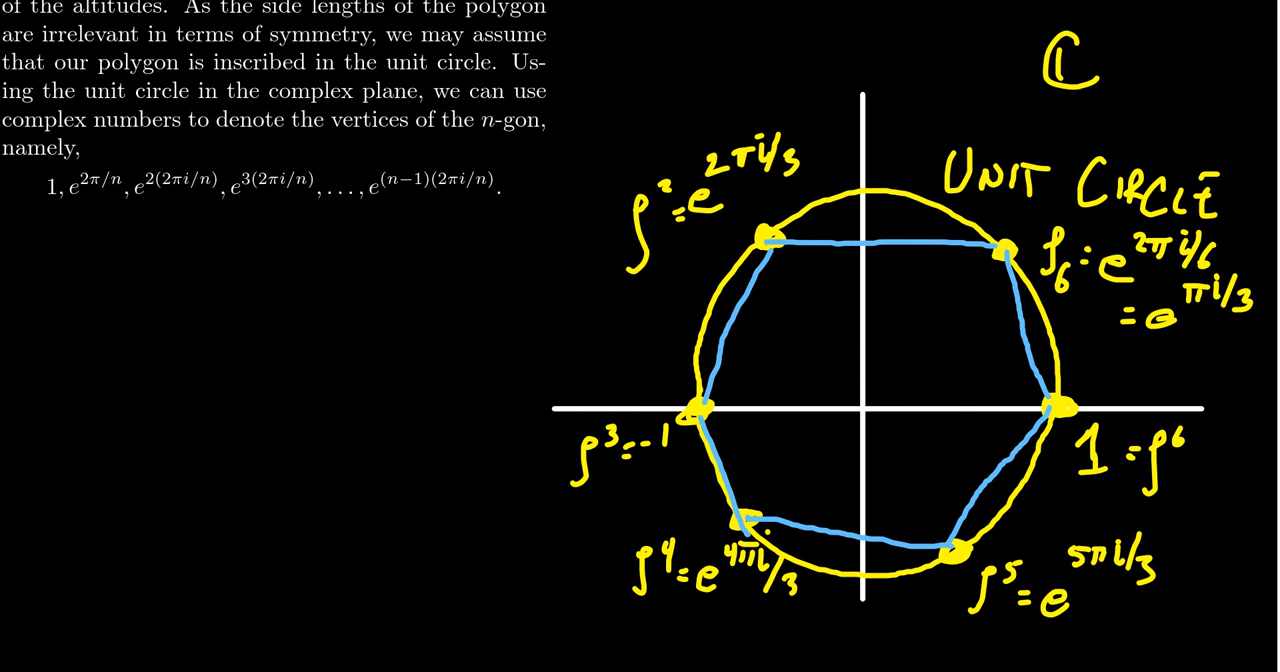 of the altitudes. As the side lengths of the polygon
are irrelevant in terms of symmetry, we may assume
that our polygon is inscribed in the unit circle. Us-
ing the unit circle in the complex plane, we can use
complex numbers to denote the vertices of the n-gon,
namely,
1, e^{2π/n}, e^{2(2πi/n)}, e^{3(2πi/n)}, . . . , e^{(n−1)(2πi/n)}.
ℂ
UNIT CIRCLE
ρ² = e^{2πi/3}
ρ₆ = e^{2πi/6}
= e^{πi/3}
ρ³ = -1
1 = ρ⁶
ρ⁴ = e^{4πi/3}
ρ⁵ = e^{5πi/3}